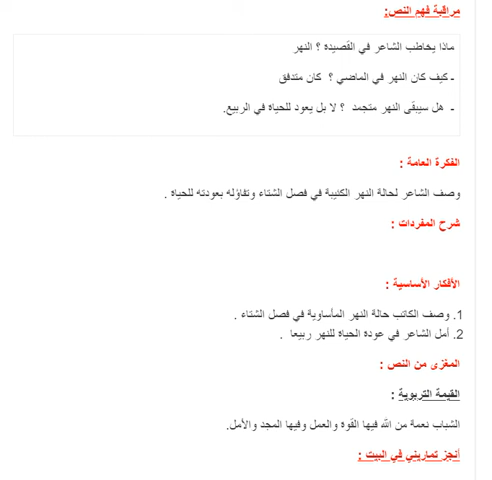 مراقبة فهم النص:
ماذا يخاطب الشاعر في القصيدة ؟ النهر
ـ كيف كان النهر في الماضي ؟ كان متدفق
ـ هل سيبقى النهر متجمد ؟ لا بل يعود للحياة في الربيع.
الفكرة العامة :
وصف الشاعر لحالة النهر الكئيبة في فصل الشتاء وتفاؤله بعودته للحياة .
شرح المفردات :
الأفكار الأساسية :
1. وصف الكاتب حالة النهر المأساوية في فصل الشتاء .
2. أمل الشاعر في عودة الحياة للنهر ربيعا .
المغزى من النص :
القيمة التربوية :
الشباب نعمة من الله فيها القوة والعمل وفيها المجد والأمل.
أنجز تماريني في البيت :